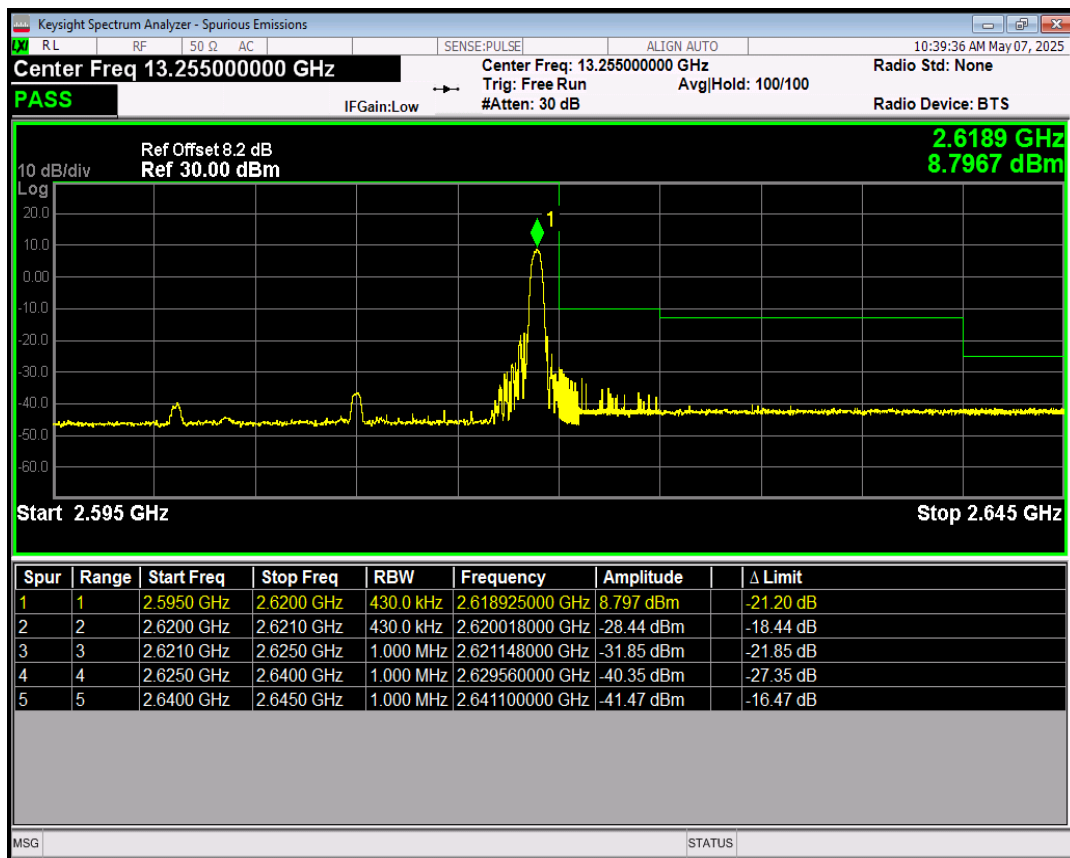 Keysight Spectrum Analyzer - Spurious Emissions
LXI RL RF 50 Ω AC SENSE:PULSE ALIGN AUTO 10:39:36 AM May 07, 2025
Center Freq 13.255000000 GHz Center Freq: 13.255000000 GHz Radio Std: None
Trig: Free Run Avg|Hold: 100/100
PASS IFGain:Low #Atten: 30 dB Radio Device: BTS
2.6189 GHz
Ref Offset 8.2 dB
10 dB/div Ref 30.00 dBm 8.7967 dBm
Log
20.0
1
10.0
0.00
-10.0
-20.0
-30.0
-40.0
-50.0
-60.0
Start 2.595 GHz Stop 2.645 GHz
Spur Range Start Freq Stop Freq RBW Frequency Amplitude Δ Limit
1 1 2.5950 GHz 2.6200 GHz 430.0 kHz 2.618925000 GHz 8.797 dBm -21.20 dB
2 2 2.6200 GHz 2.6210 GHz 430.0 kHz 2.620018000 GHz -28.44 dBm -18.44 dB
3 3 2.6210 GHz 2.6250 GHz 1.000 MHz 2.621148000 GHz -31.85 dBm -21.85 dB
4 4 2.6250 GHz 2.6400 GHz 1.000 MHz 2.629560000 GHz -40.35 dBm -27.35 dB
5 5 2.6400 GHz 2.6450 GHz 1.000 MHz 2.641100000 GHz -41.47 dBm -16.47 dB
MSG STATUS